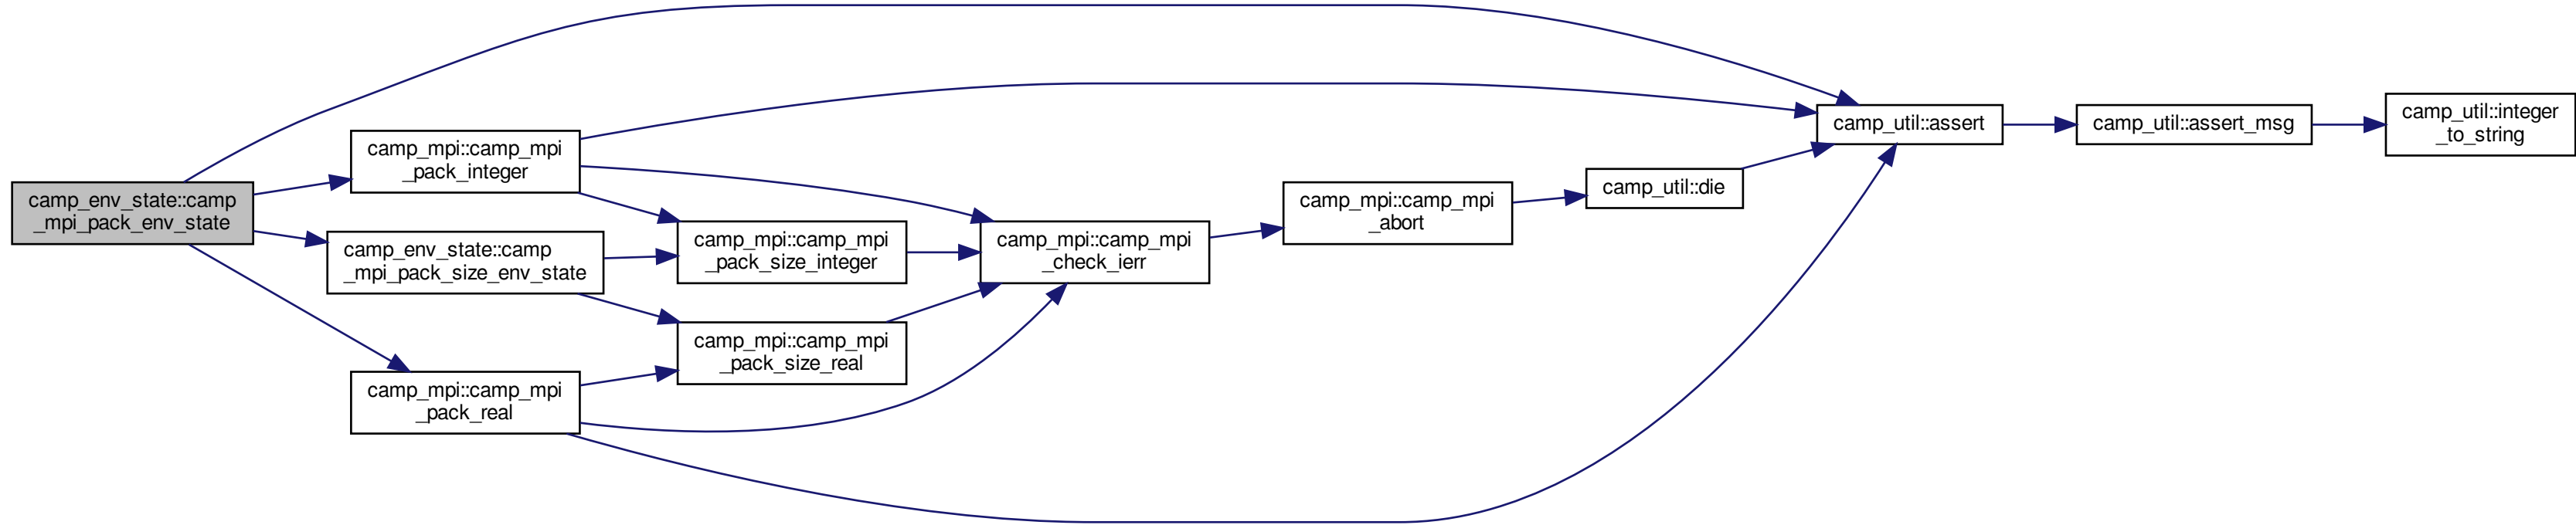 camp_env_state::camp
_mpi_pack_env_state
camp_mpi::camp_mpi
_pack_integer
camp_env_state::camp
_mpi_pack_size_env_state
camp_mpi::camp_mpi
_pack_real
camp_mpi::camp_mpi
_pack_size_integer
camp_mpi::camp_mpi
_pack_size_real
camp_mpi::camp_mpi
_check_ierr
camp_mpi::camp_mpi
_abort
camp_util::die
camp_util::assert
camp_util::assert_msg
camp_util::integer
_to_string